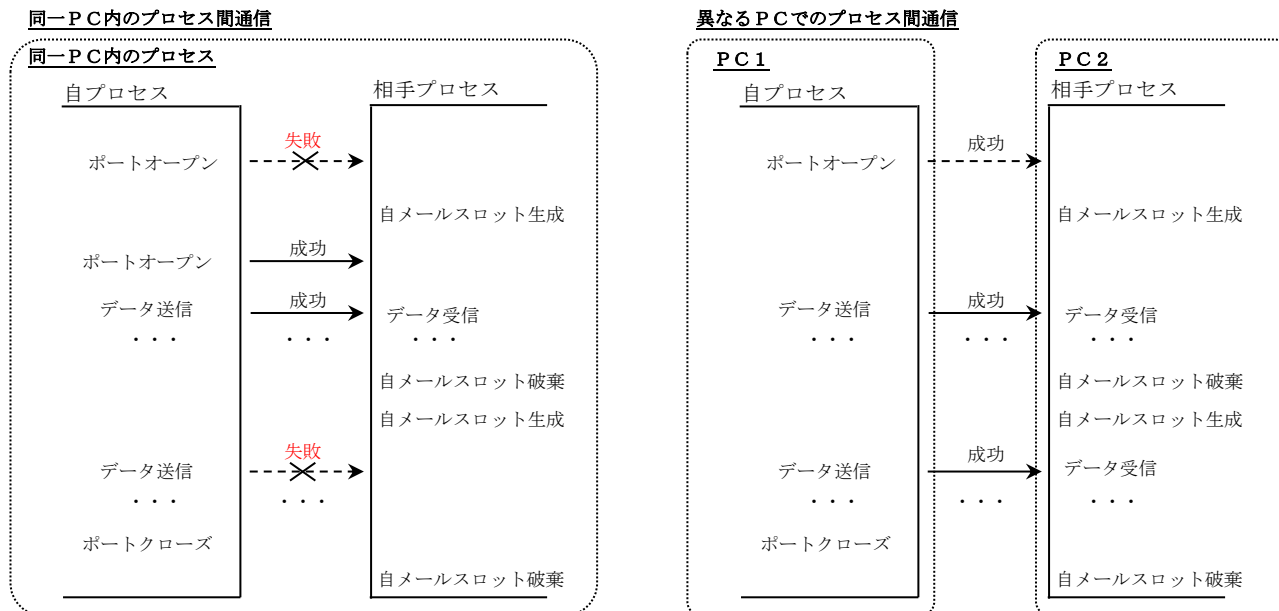 同一ＰＣ内のプロセス間通信
同一ＰＣ内のプロセス
自プロセス
相手プロセス
失敗
ポートオープン
自メールスロット生成
成功
ポートオープン
成功
データ送信
データ受信
・・・
・・・
・・・
自メールスロット破棄
自メールスロット生成
失敗
データ送信
・・・
・・・
ポートクローズ
自メールスロット破棄
異なるＰＣでのプロセス間通信
ＰＣ１
ＰＣ２
自プロセス
相手プロセス
成功
ポートオープン
自メールスロット生成
成功
データ送信
データ受信
・・・
・・・
・・・
自メールスロット破棄
自メールスロット生成
成功
データ送信
データ受信
・・・
・・・
・・・
ポートクローズ
自メールスロット破棄